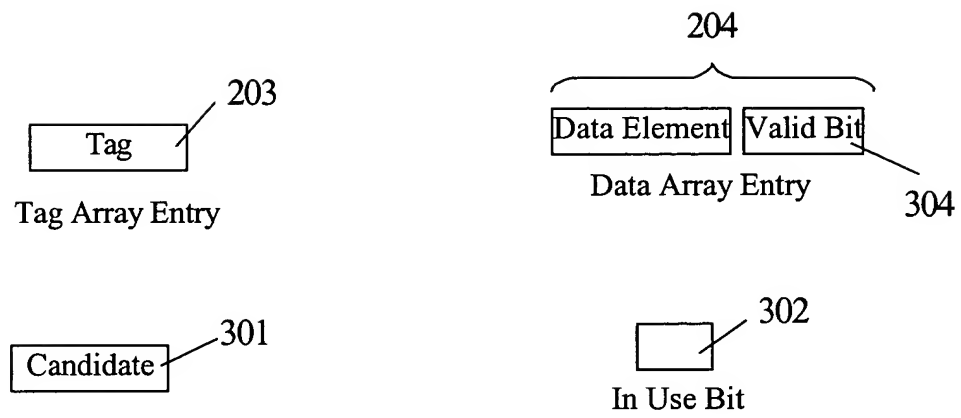 204
203
Tag
Data Element Valid Bit
Tag Array Entry
Data Array Entry
304
301
Candidate
302
In Use Bit